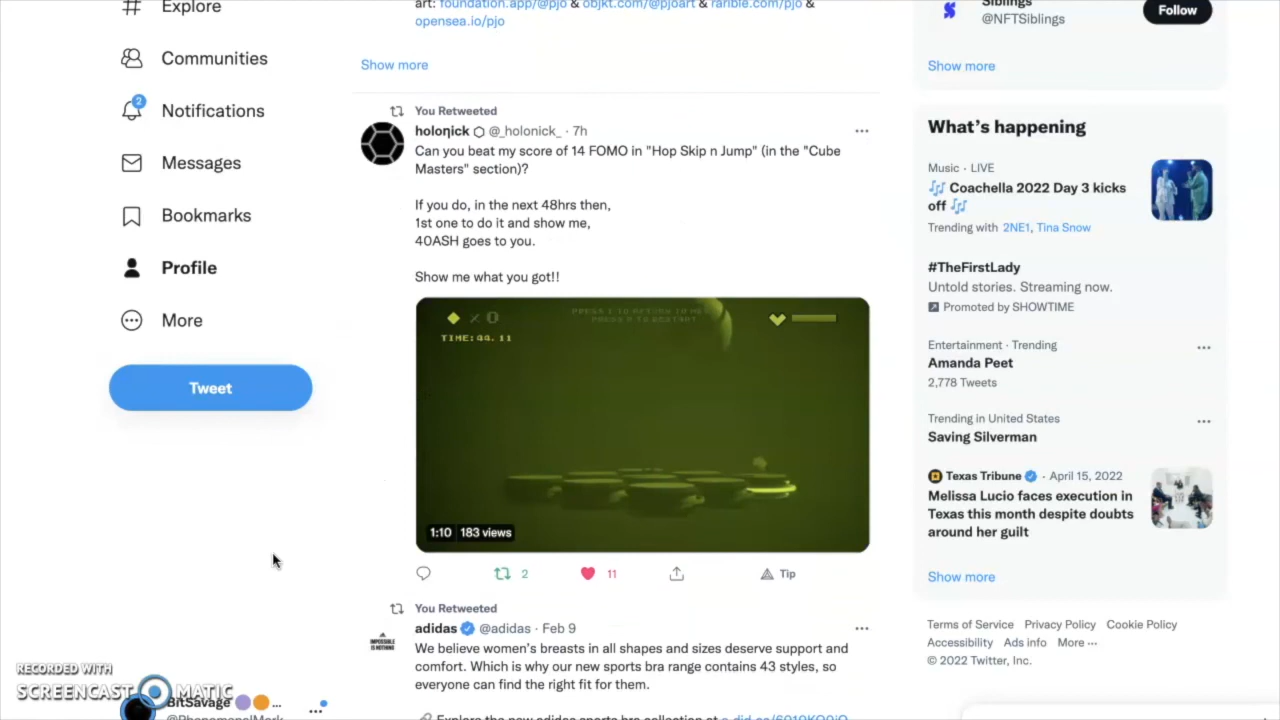 Explore
Communities
2
Notifications
Messages
Bookmarks
Profile
More
Tweet
RECORDED WITH
SCREENCAST MATIC
BitSavage ...
art: foundation.app/@pjo & objkt.com/@pjoart & rarible.com/pjo &
opensea.io/pjo
Show more
You Retweeted
holoηick @_holonick_ · 7h
Can you beat my score of 14 FOMO in "Hop Skip n Jump" (in the "Cube
Masters" section)?
If you do, in the next 48hrs then,
1st one to do it and show me,
40ASH goes to you.
Show me what you got!!
× 0
TIME:44.11
1:10 183 views
2 11 Tip
You Retweeted
IMPOSSIBLE
IS NOTHING
adidas @adidas · Feb 9
We believe women's breasts in all shapes and sizes deserve support and
comfort. Which is why our new sports bra range contains 43 styles, so
everyone can find the right fit for them.
Explore the new adidas sports bra collection at
Siblings
@NFTSiblings
Follow
Show more
What's happening
Music · LIVE
🎶 Coachella 2022 Day 3 kicks
off 🎶
Trending with 2NE1, Tina Snow
#TheFirstLady
Untold stories. Streaming now.
Promoted by SHOWTIME
Entertainment · Trending
Amanda Peet
2,778 Tweets
Trending in United States
Saving Silverman
Texas Tribune · April 15, 2022
Melissa Lucio faces execution in
Texas this month despite doubts
around her guilt
Show more
Terms of Service Privacy Policy Cookie Policy
Accessibility Ads info More ···
© 2022 Twitter, Inc.